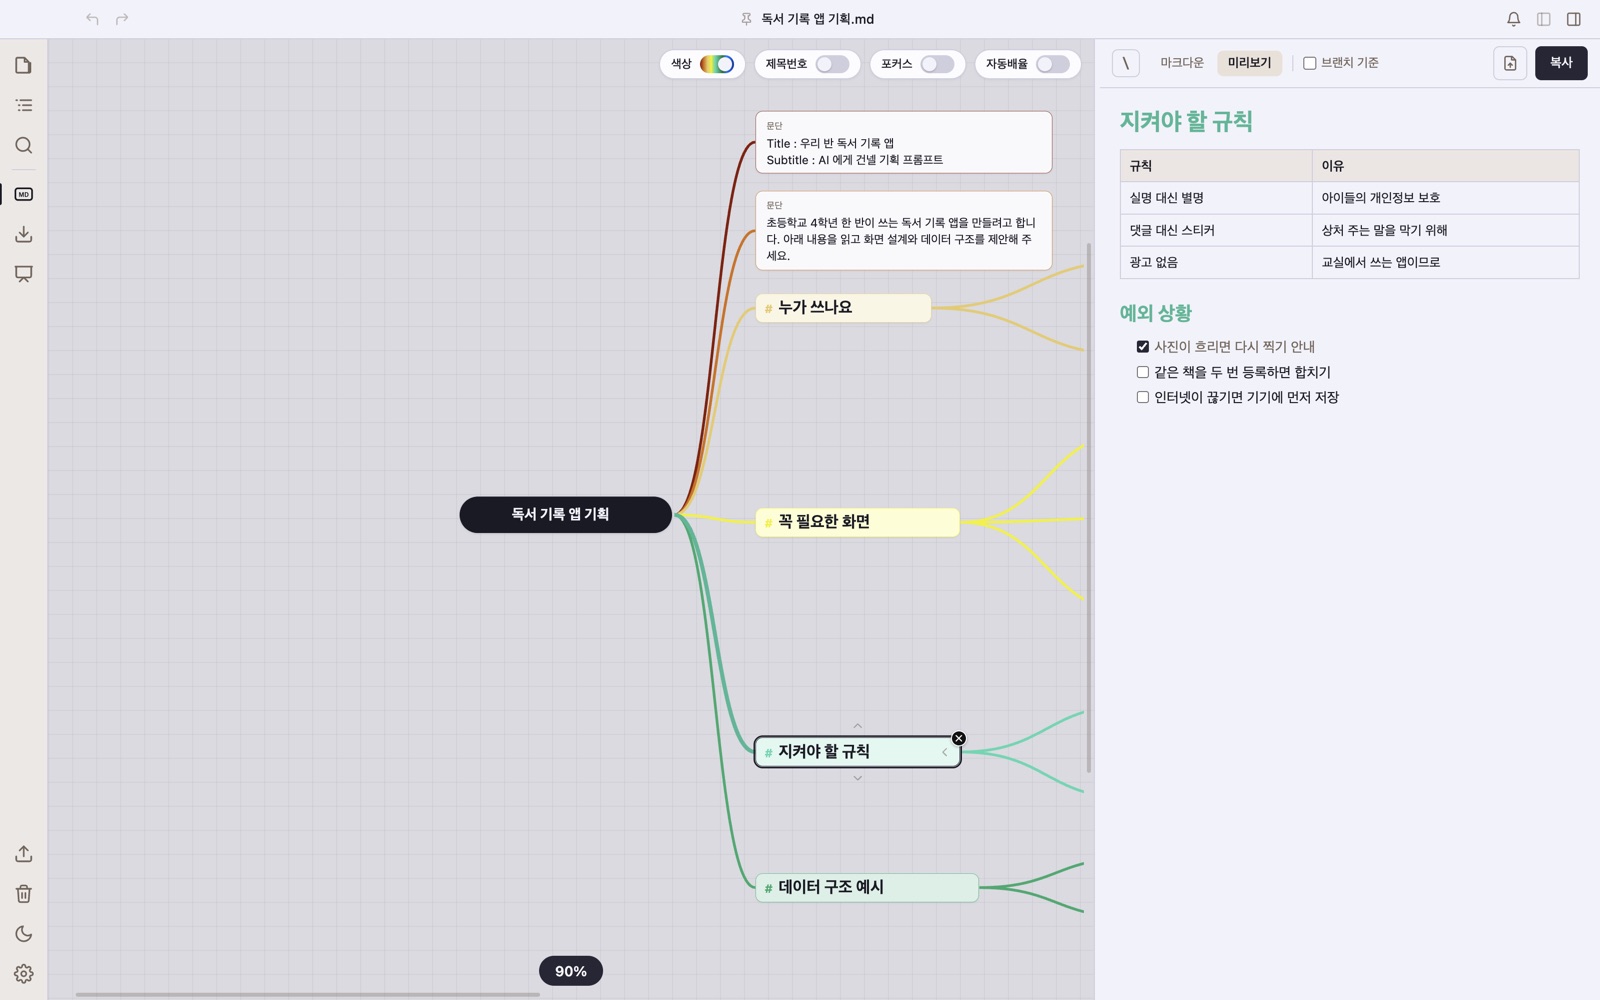 독서 기록 앱 기획.md
색상
제목번호
포커스
자동배율
\
마크다운
미리보기
브랜치 기준
복사
MD
문단
Title : 우리 반 독서 기록 앱
Subtitle : AI 에게 건넬 기획 프롬프트
문단
초등학교 4학년 한 반이 쓰는 독서 기록 앱을 만들려고 합니
다. 아래 내용을 읽고 화면 설계와 데이터 구조를 제안해 주
세요.
# 누가 쓰나요
독서 기록 앱 기획
# 꼭 필요한 화면
# 지켜야 할 규칙
# 데이터 구조 예시
90%
지켜야 할 규칙
규칙 이유
실명 대신 별명 아이들의 개인정보 보호
댓글 대신 스티커 상처 주는 말을 막기 위해
광고 없음 교실에서 쓰는 앱이므로
예외 상황
사진이 흐리면 다시 찍기 안내
같은 책을 두 번 등록하면 합치기
인터넷이 끊기면 기기에 먼저 저장